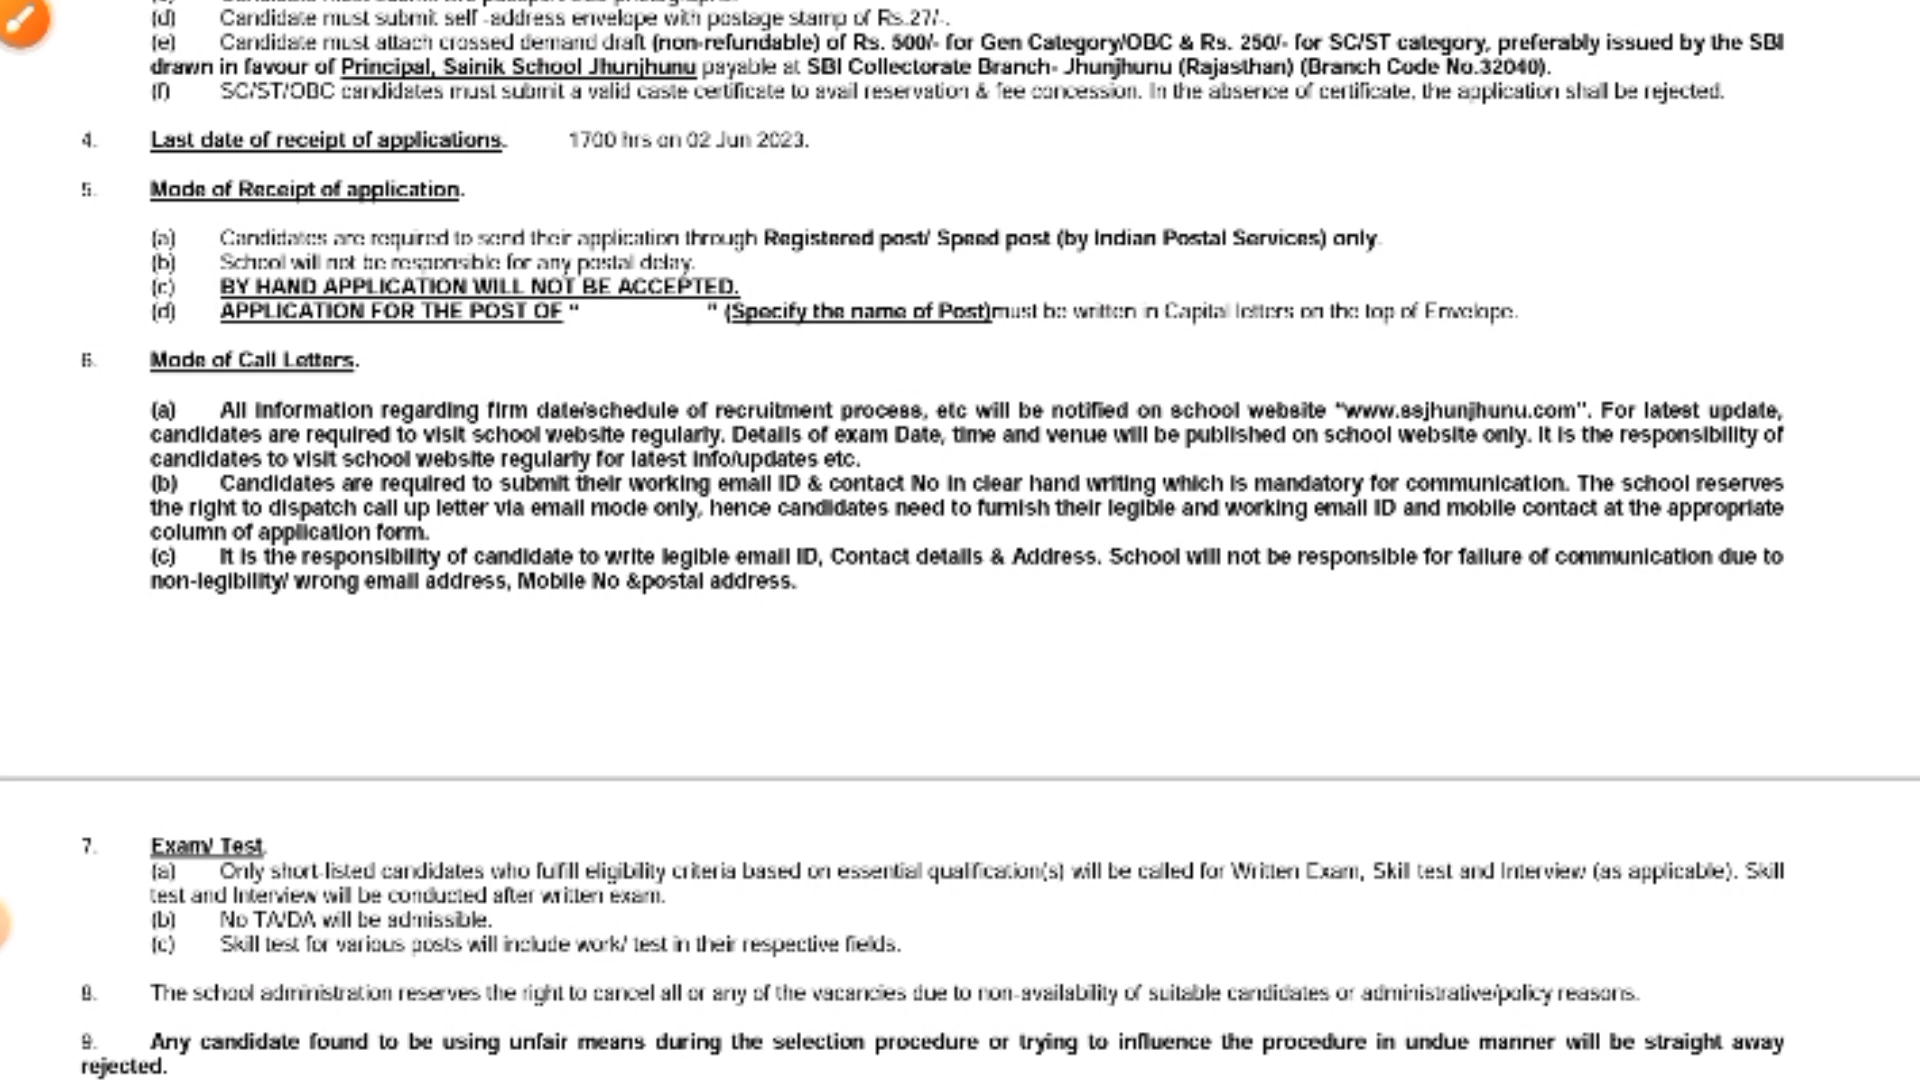 (d) Candidate must submit self -address envelope with postage stamp of Rs.27/-.
(e) Candidate must attach crossed demand draft (non-refundable) of Rs. 500/- for Gen Category/OBC & Rs. 250/- for SC/ST category, preferably issued by the SBI
drawn in favour of Principal, Sainik School Jhunjhunu payable at SBI Collectorate Branch- Jhunjhunu (Rajasthan) (Branch Code No.32040).
(f) SC/ST/OBC candidates must submit a valid caste certificate to avail reservation & fee concession. In the absence of certificate, the application shall be rejected.
4. Last date of receipt of applications. 1700 hrs on 02 Jun 2023.
5. Mode of Receipt of application.
(a) Candidates are required to send their application through Registered post/ Speed post (by Indian Postal Services) only.
(b) School will not be responsible for any postal delay.
(c) BY HAND APPLICATION WILL NOT BE ACCEPTED.
(d) APPLICATION FOR THE POST OF " " (Specify the name of Post)must be written in Capital letters on the top of Envelope.
6. Mode of Call Letters.
(a) All information regarding firm date/schedule of recruitment process, etc will be notified on school website "www.ssjhunjhunu.com". For latest update,
candidates are required to visit school website regularly. Details of exam Date, time and venue will be published on school website only. It is the responsibility of
candidates to visit school website regularly for latest info/updates etc.
(b) Candidates are required to submit their working email ID & contact No in clear hand writing which is mandatory for communication. The school reserves
the right to dispatch call up letter via email mode only, hence candidates need to furnish their legible and working email ID and mobile contact at the appropriate
column of application form.
(c) It is the responsibility of candidate to write legible email ID, Contact details & Address. School will not be responsible for failure of communication due to
non-legibility/ wrong email address, Mobile No &postal address.
7. Exam/ Test.
(a) Only short-listed candidates who fulfill eligibility criteria based on essential qualification(s) will be called for Written Exam, Skill test and Interview (as applicable). Skill
test and Interview will be conducted after written exam.
(b) No TA/DA will be admissible.
(c) Skill test for various posts will include work/ test in their respective fields.
8. The school administration reserves the right to cancel all or any of the vacancies due to non-availability of suitable candidates or administrative/policy reasons.
9. Any candidate found to be using unfair means during the selection procedure or trying to influence the procedure in undue manner will be straight away
rejected.